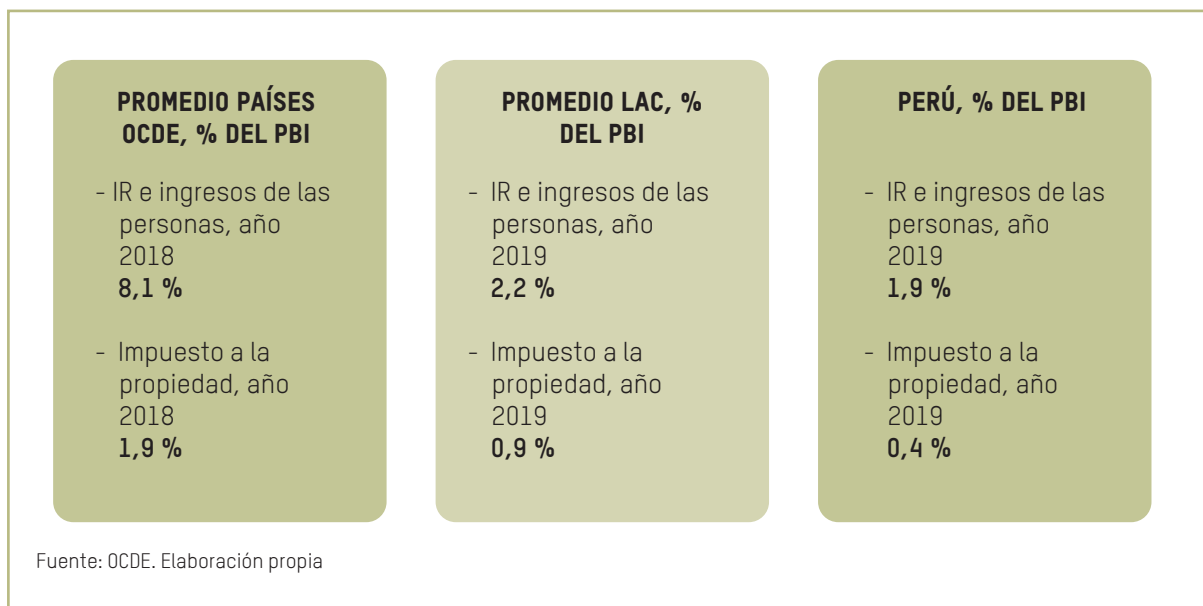 PROMEDIO PAÍSES
OCDE, % DEL PBI
- IR e ingresos de las
personas, año
2018
8,1 %
- Impuesto a la
propiedad, año
2018
1,9 %
PROMEDIO LAC, %
DEL PBI
- IR e ingresos de las
personas, año
2019
2,2 %
- Impuesto a la
propiedad, año
2019
0,9 %
PERÚ, % DEL PBI
- IR e ingresos de las
personas, año
2019
1,9 %
- Impuesto a la
propiedad, año
2019
0,4 %
Fuente: OCDE. Elaboración propia